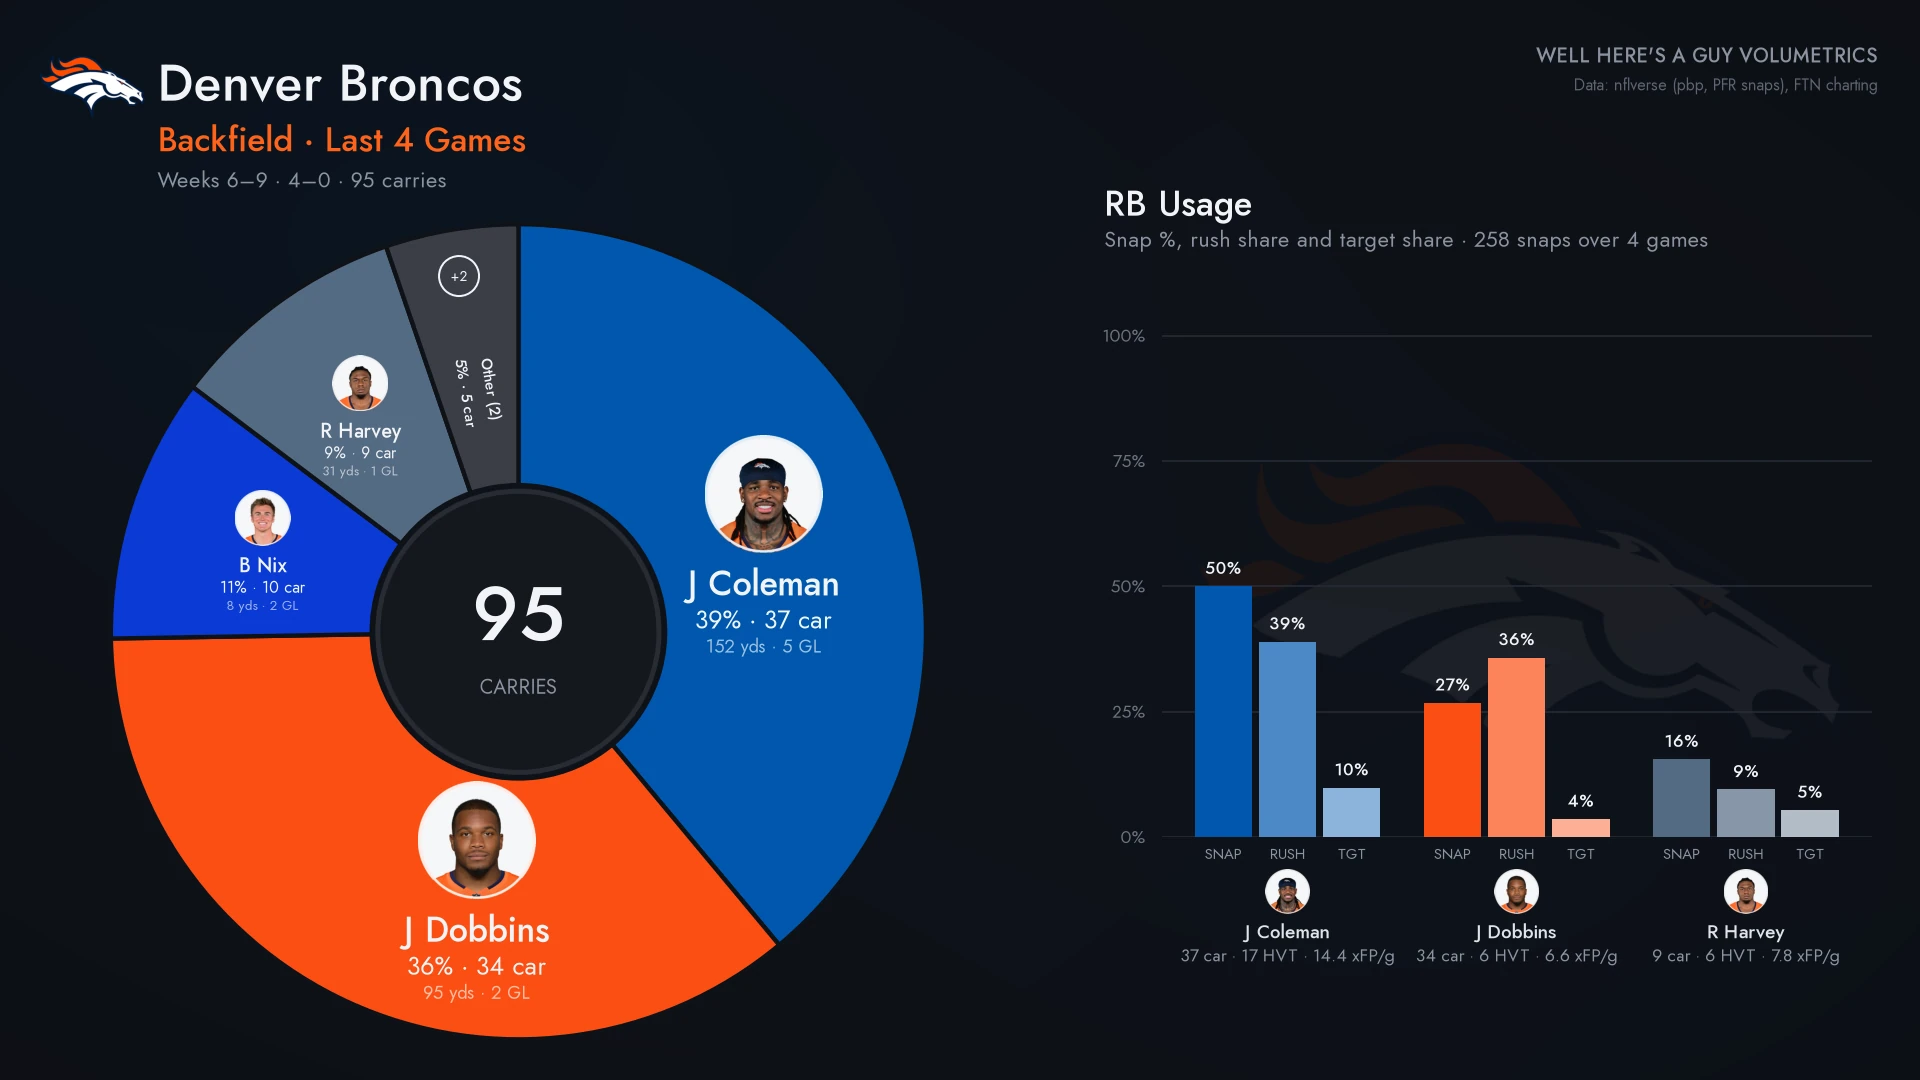 Denver Broncos
Backfield · Last 4 Games
Weeks 6–9 · 4–0 · 95 carries
WELL HERE'S A GUY VOLUMETRICS
Data: nflverse (pbp, PFR snaps), FTN charting
+2
Other (2)
5% · 5 car
R Harvey
9% · 9 car
31 yds · 1 GL
B Nix
11% · 10 car
8 yds · 2 GL
J Coleman
39% · 37 car
152 yds · 5 GL
95
CARRIES
J Dobbins
36% · 34 car
95 yds · 2 GL
RB Usage
Snap %, rush share and target share · 258 snaps over 4 games
100%
75%
50%
25%
0%
50%
39%
10%
27%
36%
4%
16%
9%
5%
SNAP RUSH TGT SNAP RUSH TGT SNAP RUSH TGT
J Coleman
37 car · 17 HVT · 14.4 xFP/g
J Dobbins
34 car · 6 HVT · 6.6 xFP/g
R Harvey
9 car · 6 HVT · 7.8 xFP/g